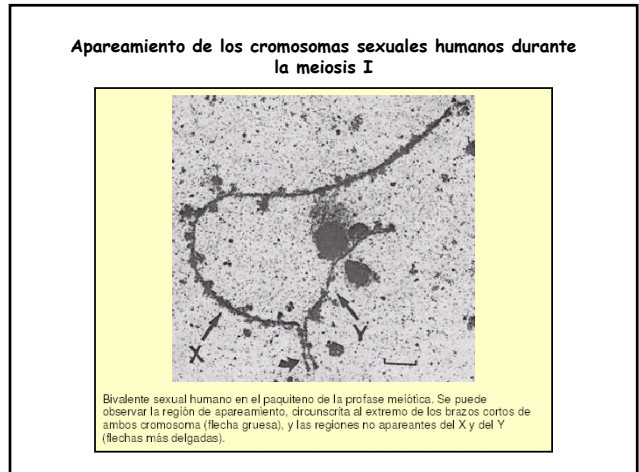 Apareamiento de los cromosomas sexuales humanos durante
la meiosis I
X
Y
Bivalente sexual humano en el paquiteno de la profase meiótica. Se puede
observar la región de apareamiento, circunscrita al extremo de los brazos cortos de
ambos cromosoma (flecha gruesa), y las regiones no apareantes del X y del Y
(flechas más delgadas).